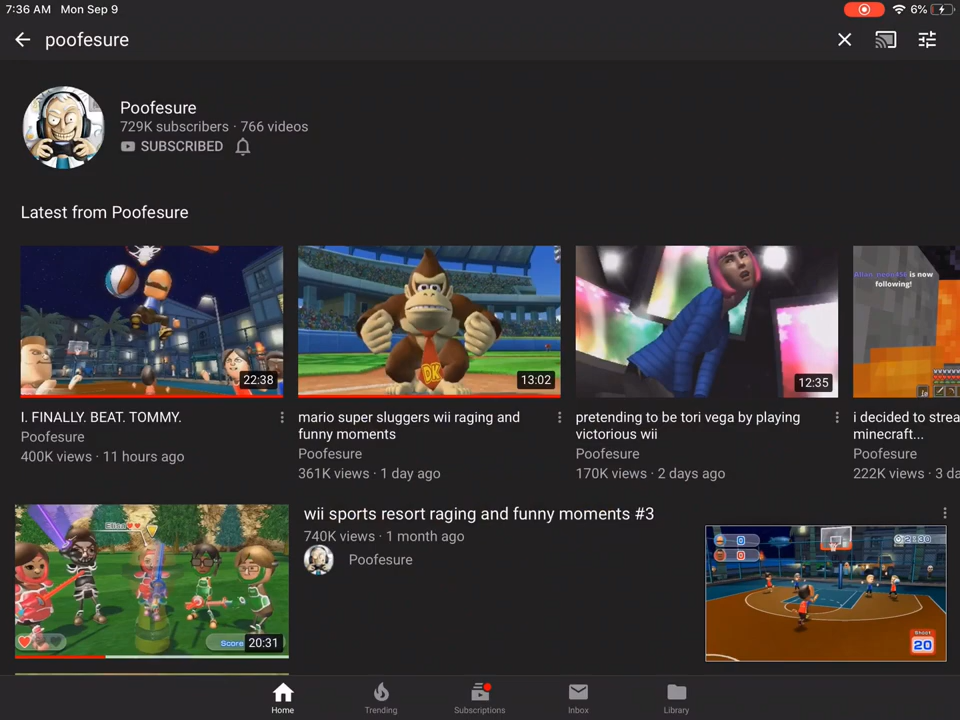 7:36 AM Mon Sep 9
6%
poofesure
Poofesure
729K subscribers · 766 videos
SUBSCRIBED
Latest from Poofesure
22:38
DK
13:02
12:35
is now
following!
I. FINALLY. BEAT. TOMMY.
Poofesure
400K views · 11 hours ago
mario super sluggers wii raging and
funny moments
Poofesure
361K views · 1 day ago
pretending to be tori vega by playing
victorious wii
Poofesure
170K views · 2 days ago
i decided to strea
minecraft...
Poofesure
222K views · 3 da
Elisa
Score
20:31
wii sports resort raging and funny moments #3
740K views · 1 month ago
Poofesure
0
0
Shoot
20
Home
Trending
Subscriptions
Inbox
Library